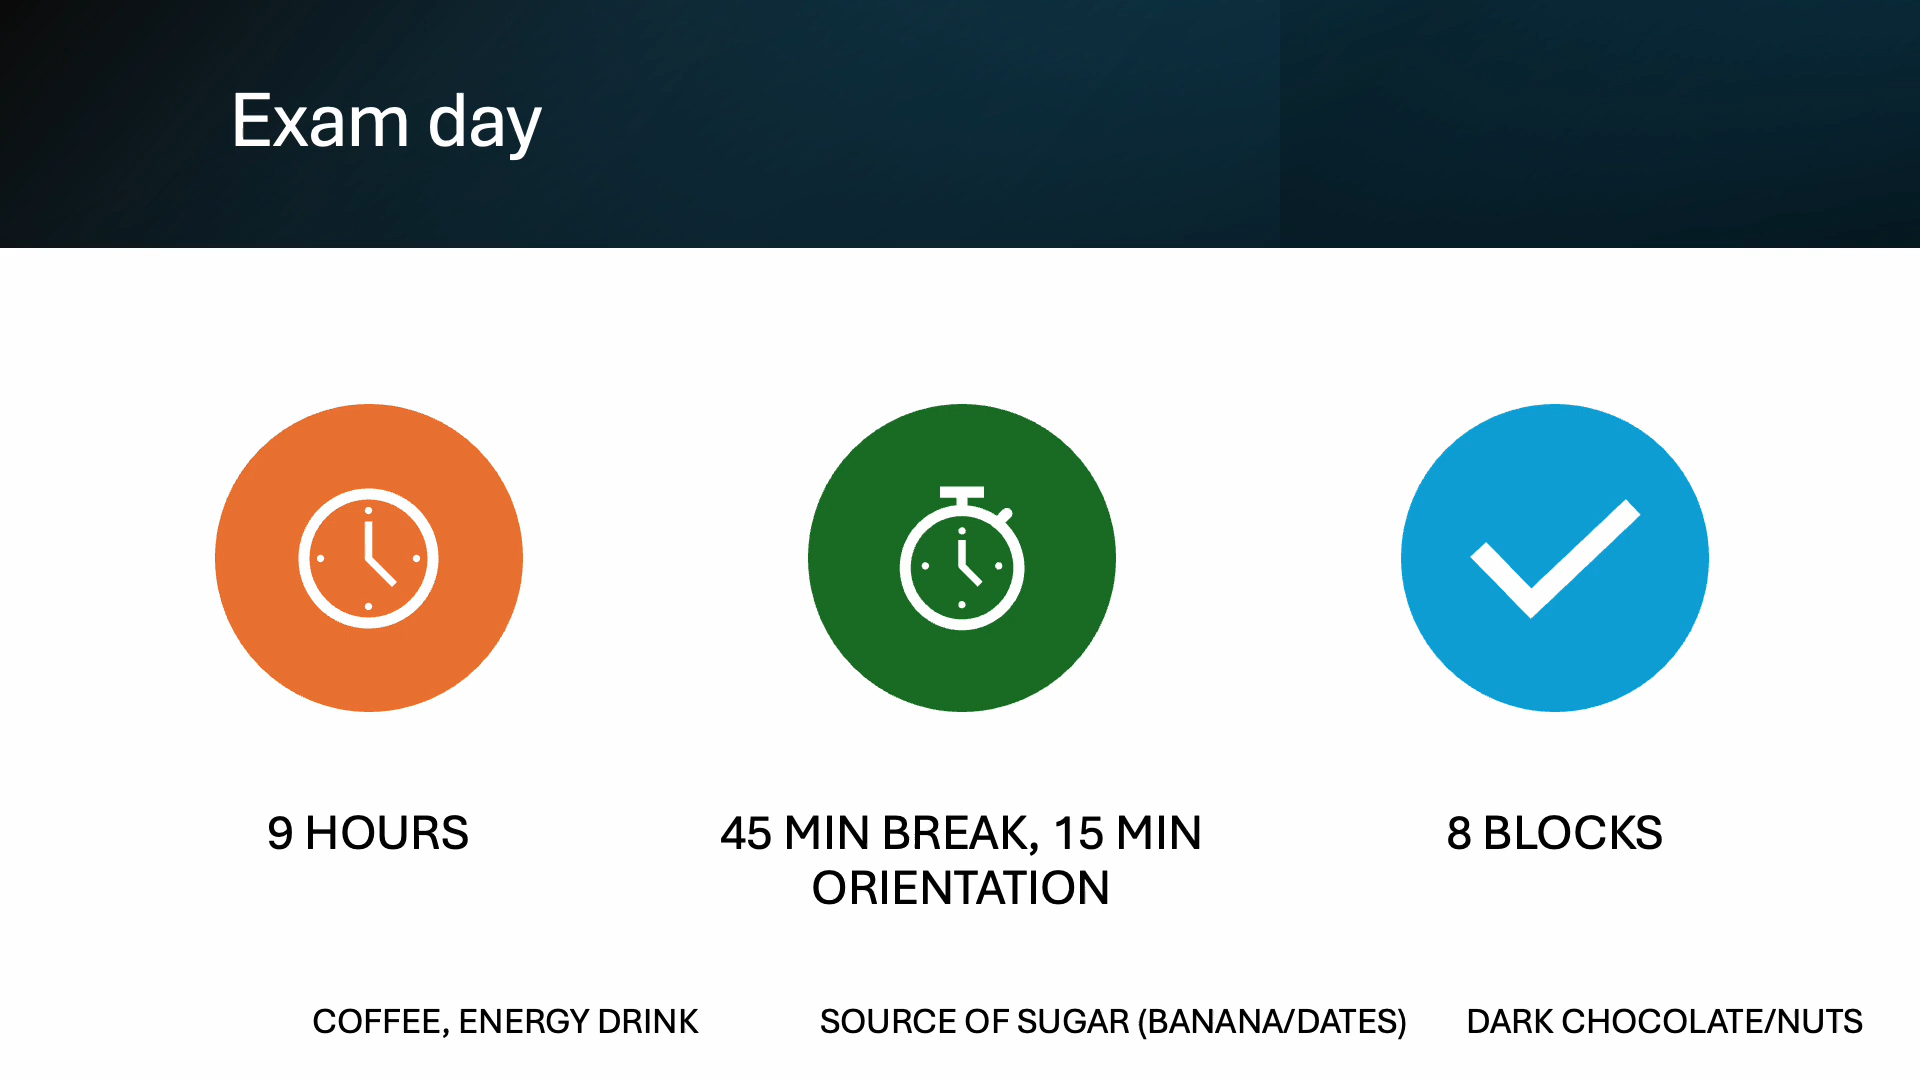 Exam day
9 HOURS
45 MIN BREAK, 15 MIN
ORIENTATION
8 BLOCKS
COFFEE, ENERGY DRINK
SOURCE OF SUGAR (BANANA/DATES)
DARK CHOCOLATE/NUTS